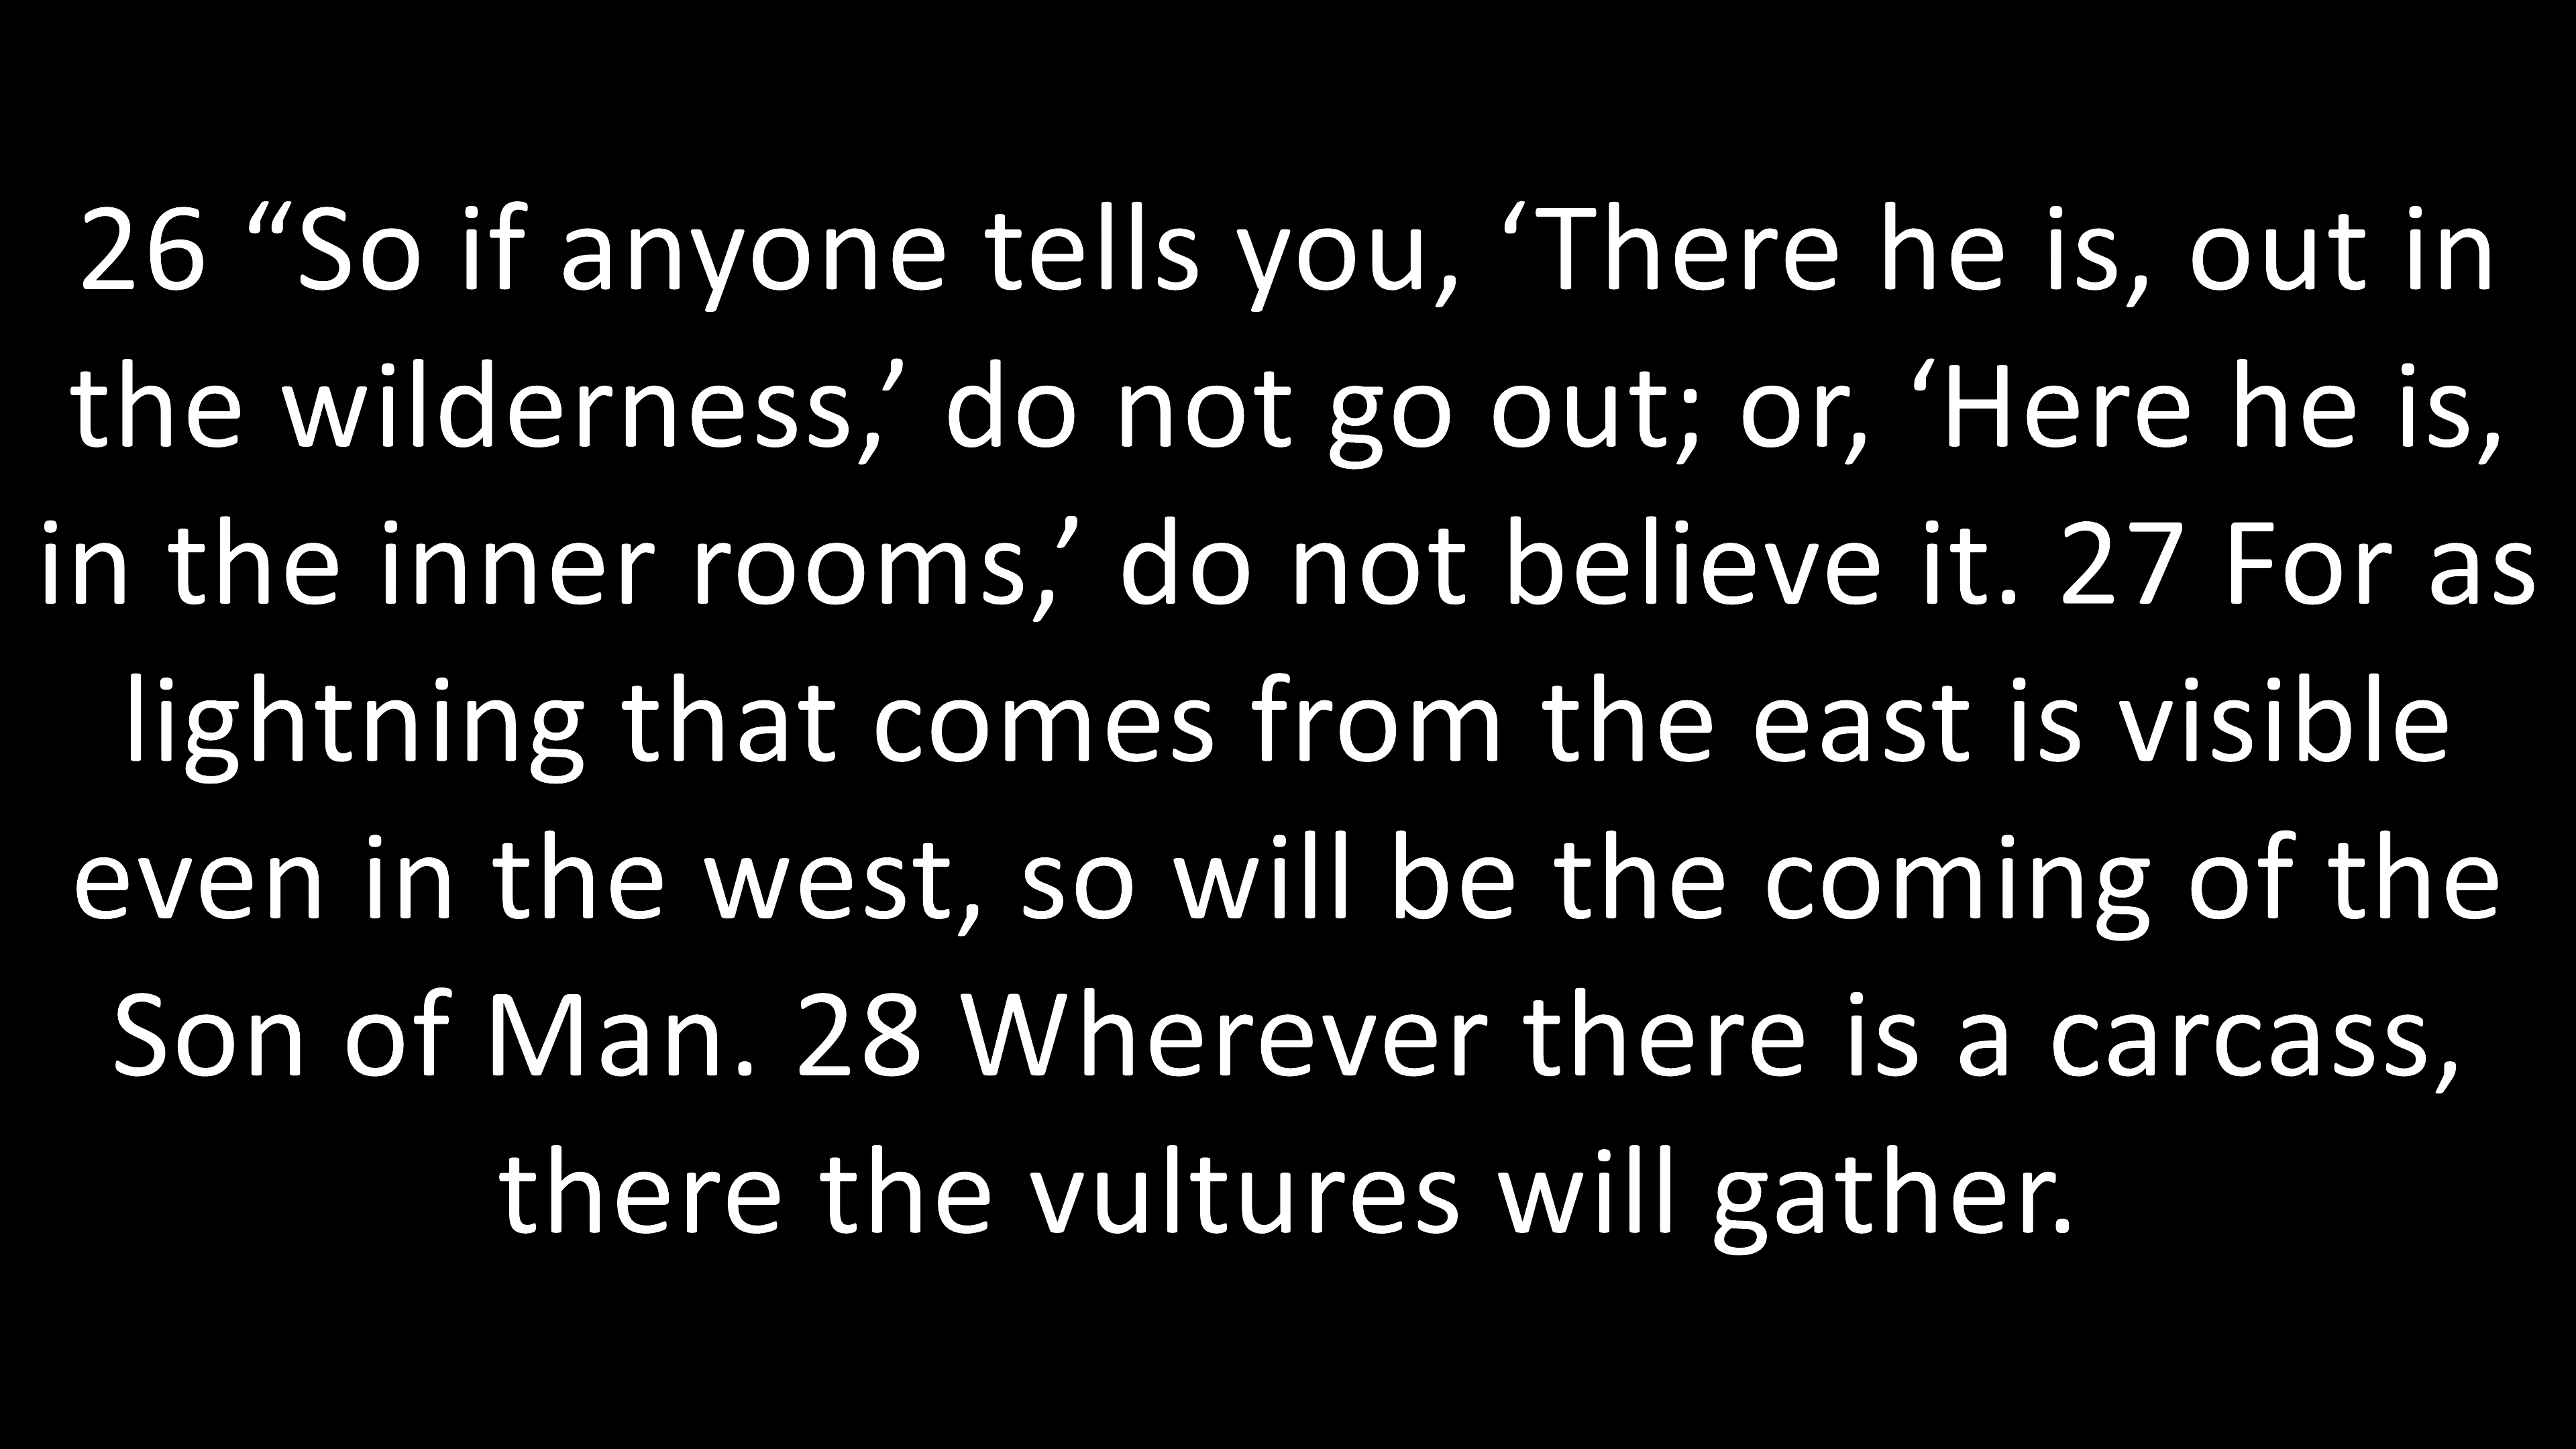 26 “So if anyone tells you, ‘There he is, out in
the wilderness,’ do not go out; or, ‘Here he is,
in the inner rooms,’ do not believe it. 27 For as
lightning that comes from the east is visible
even in the west, so will be the coming of the
Son of Man. 28 Wherever there is a carcass,
there the vultures will gather.